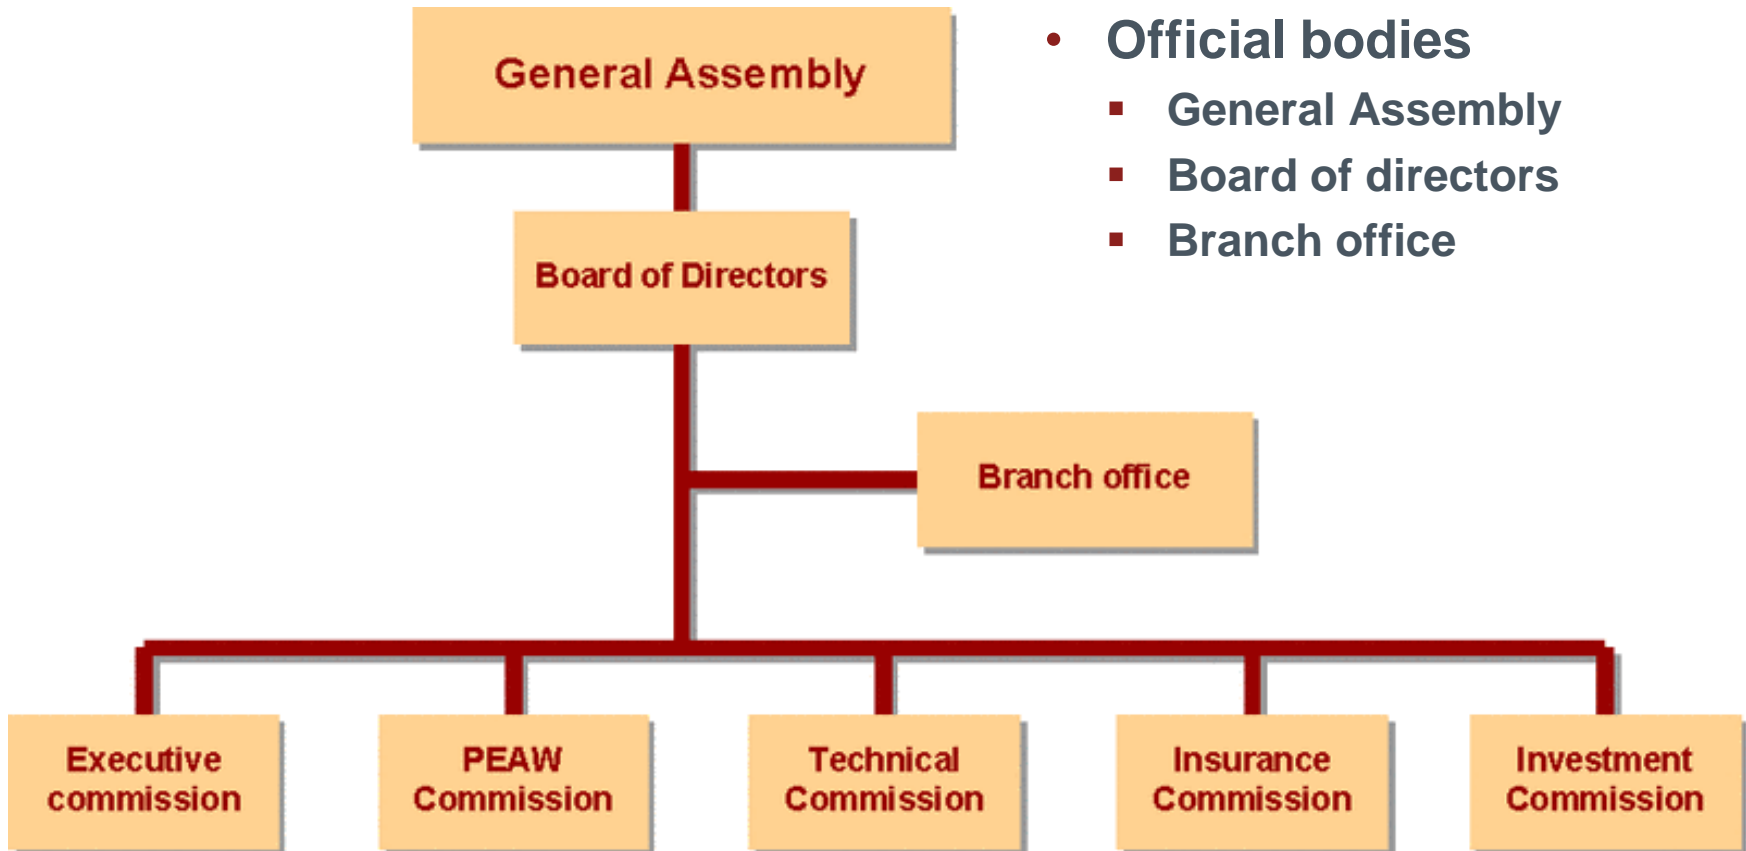 General Assembly
• Official bodies
▪ General Assembly
▪ Board of directors
▪ Branch office
Board of Directors
Branch office
Executive
commission
PEAW
Commission
Technical
Commission
Insurance
Commission
Investment
Commission